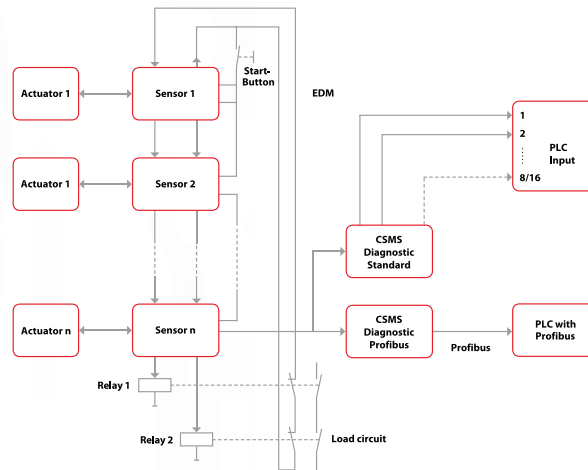 Start-
Button
EDM
Actuator 1
Sensor 1
1
2
8/16
PLC
Input
Actuator 1
Sensor 2
CSMS
Diagnostic
Standard
Actuator n
Sensor n
CSMS
Diagnostic
Profibus
Profibus
PLC with
Profibus
Relay 1
Relay 2
Load circuit